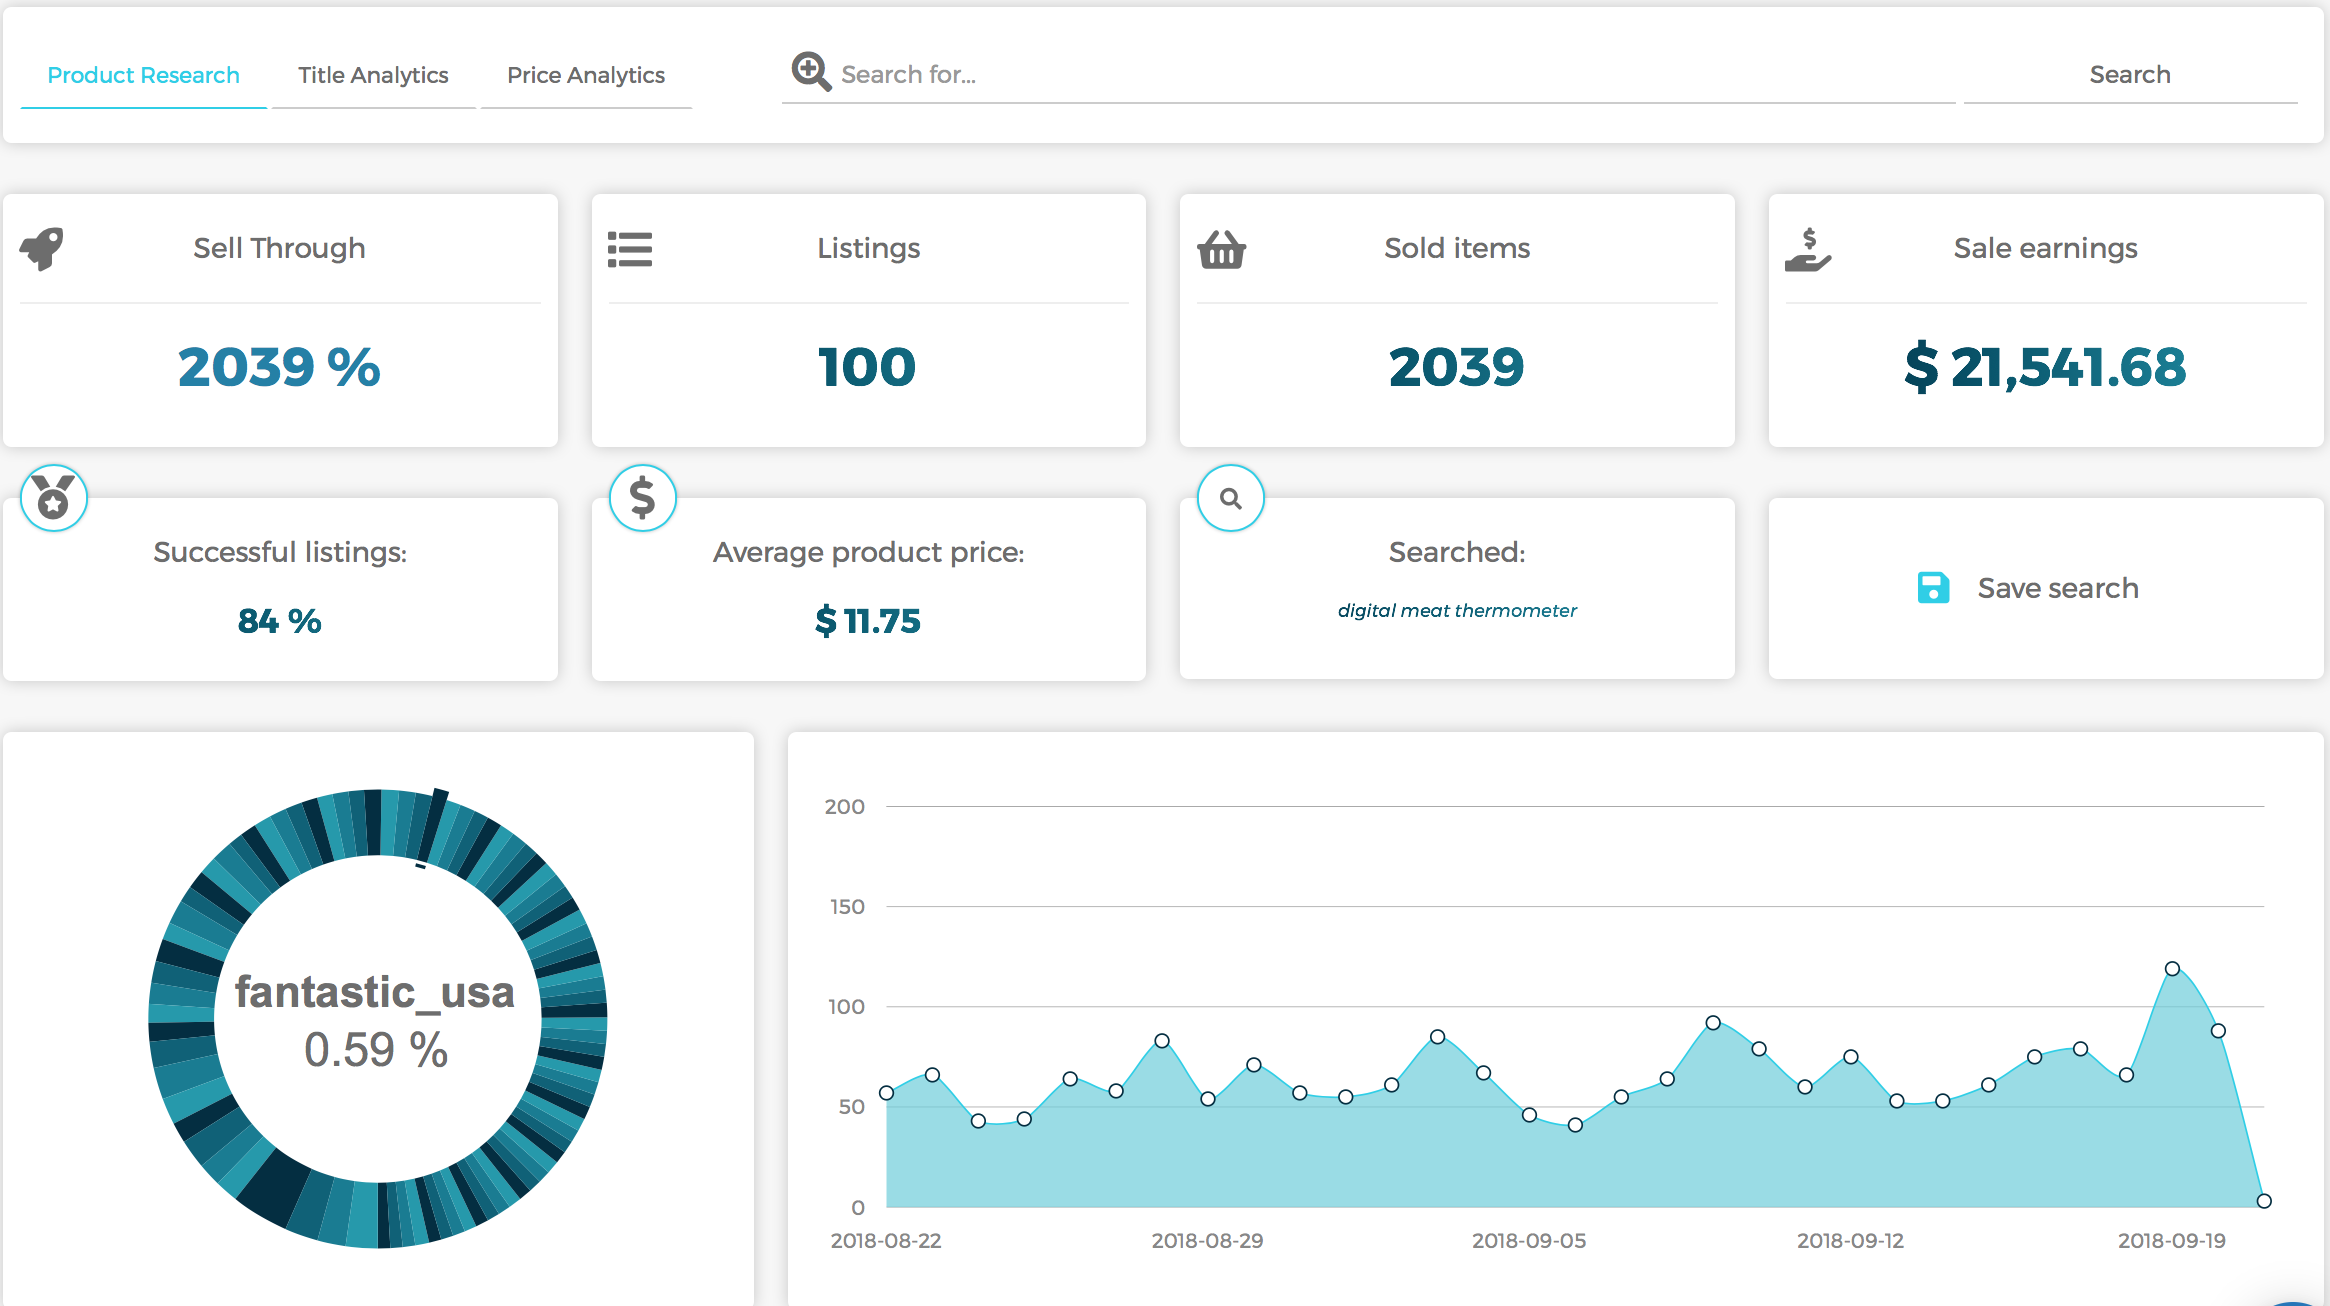 Product Research
Title Analytics
Price Analytics
Search for...
Search
Sell Through
2039 %
Listings
100
Sold items
2039
Sale earnings
$ 21,541.68
Successful listings:
84 %
Average product price:
$ 11.75
Searched:
digital meat thermometer
Save search
fantastic_usa
0.59 %
200
150
100
50
0
2018-08-22
2018-08-29
2018-09-05
2018-09-12
2018-09-19